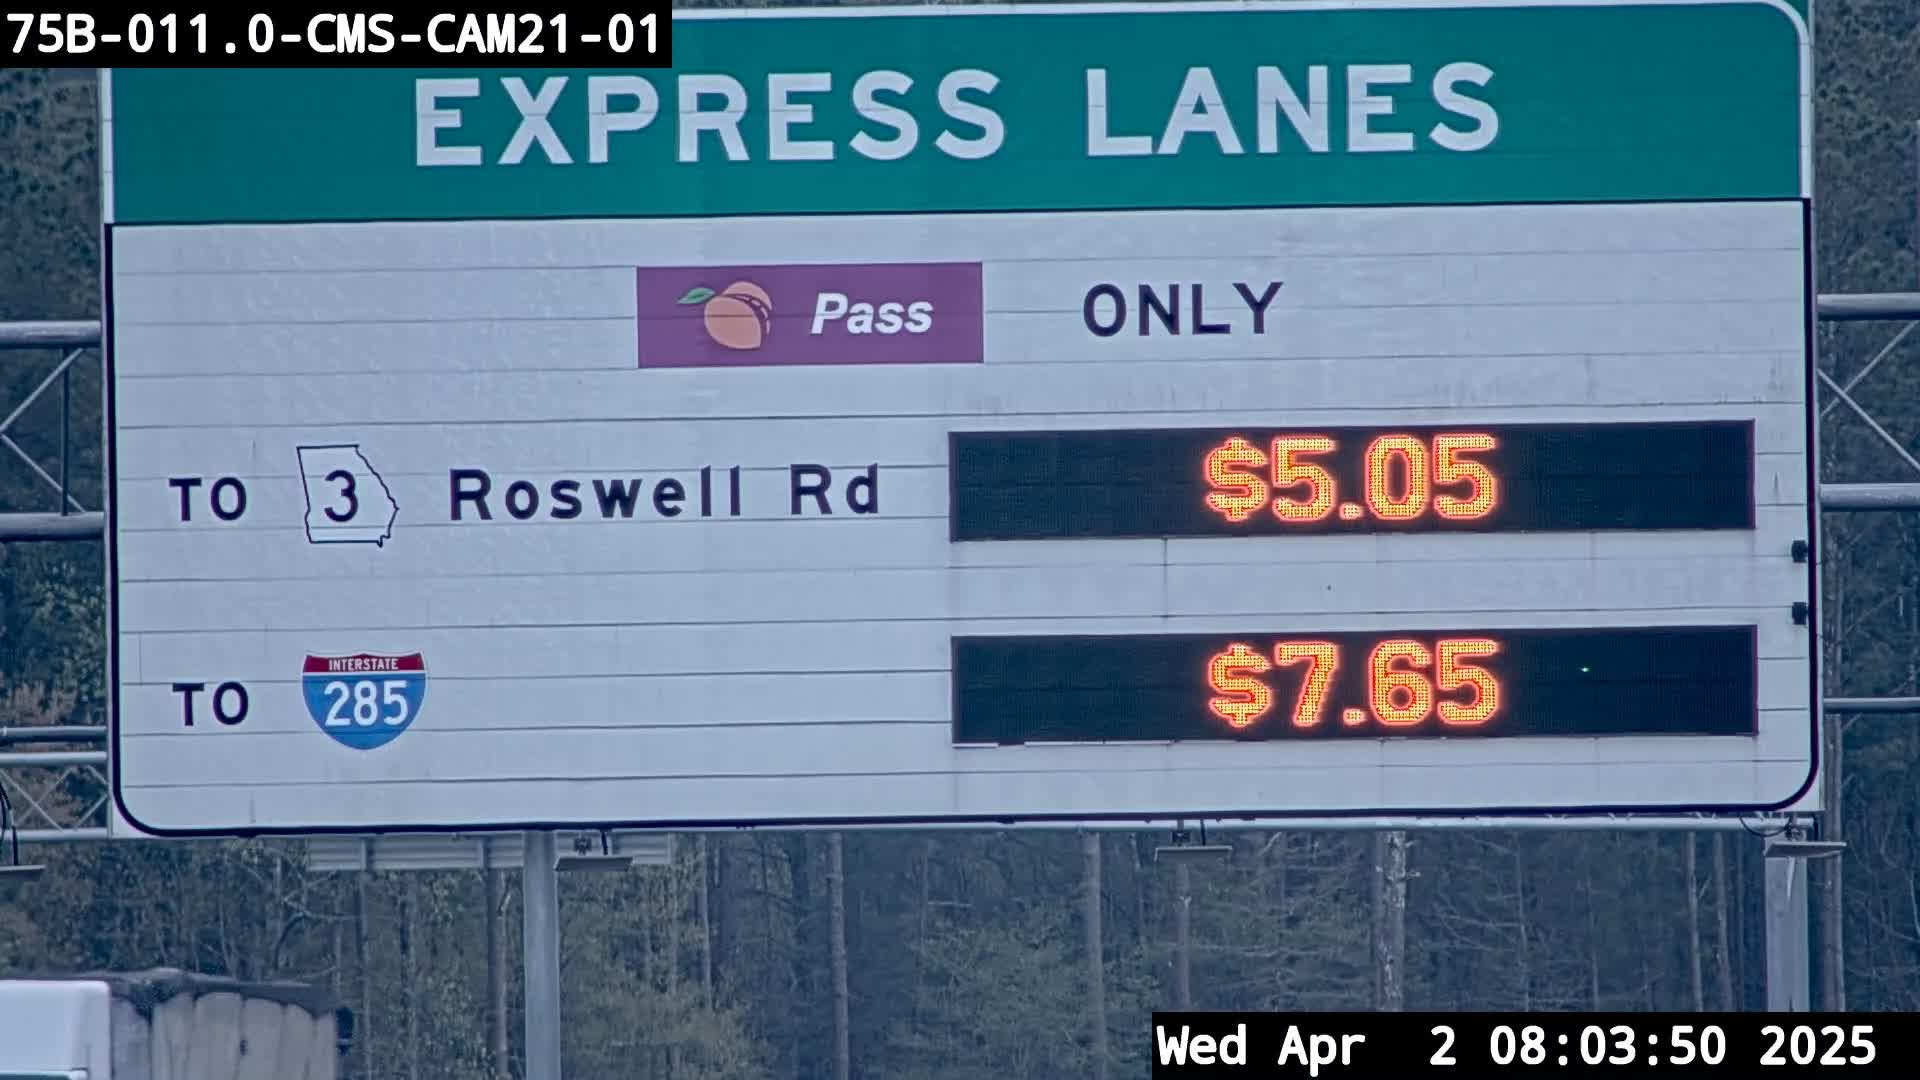 75B-011.0-CMS-CAM21-01
EXPRESS LANES
Pass ONLY
TO 3 Roswell Rd $5.05
INTERSTATE
TO 285 $7.65
Wed Apr 2 08:03:50 2025